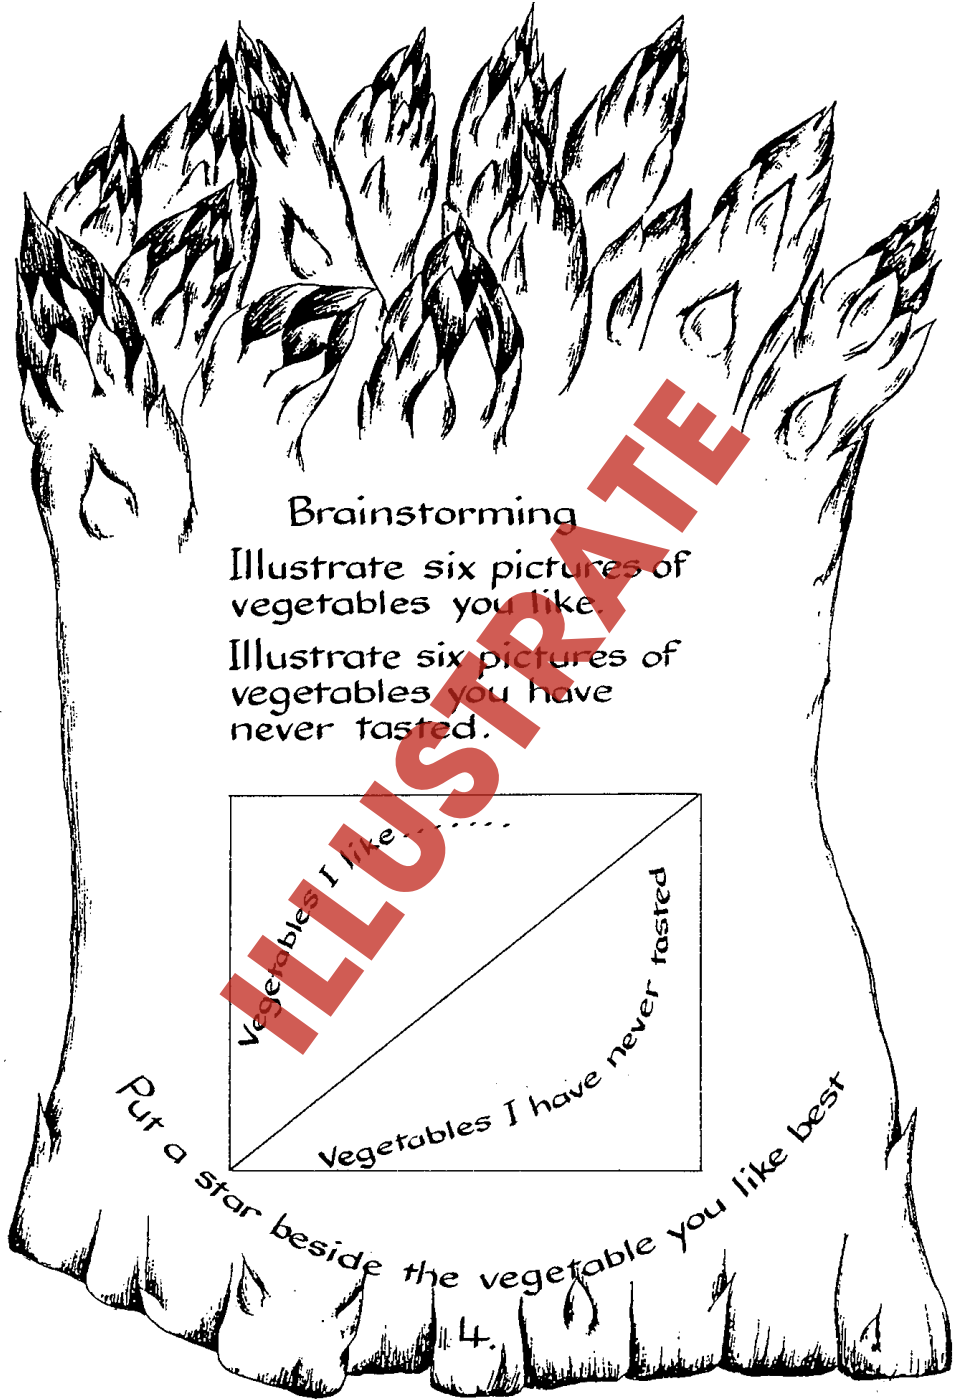 Brainstorming
Illustrate six pictures of
vegetables you like.
Illustrate six pictures of
vegetables you have
never tasted.
ILLUSTRATE
Vegetables I like.......
Vegetables I have never tasted
Put a star beside the vegetable you like best
4.